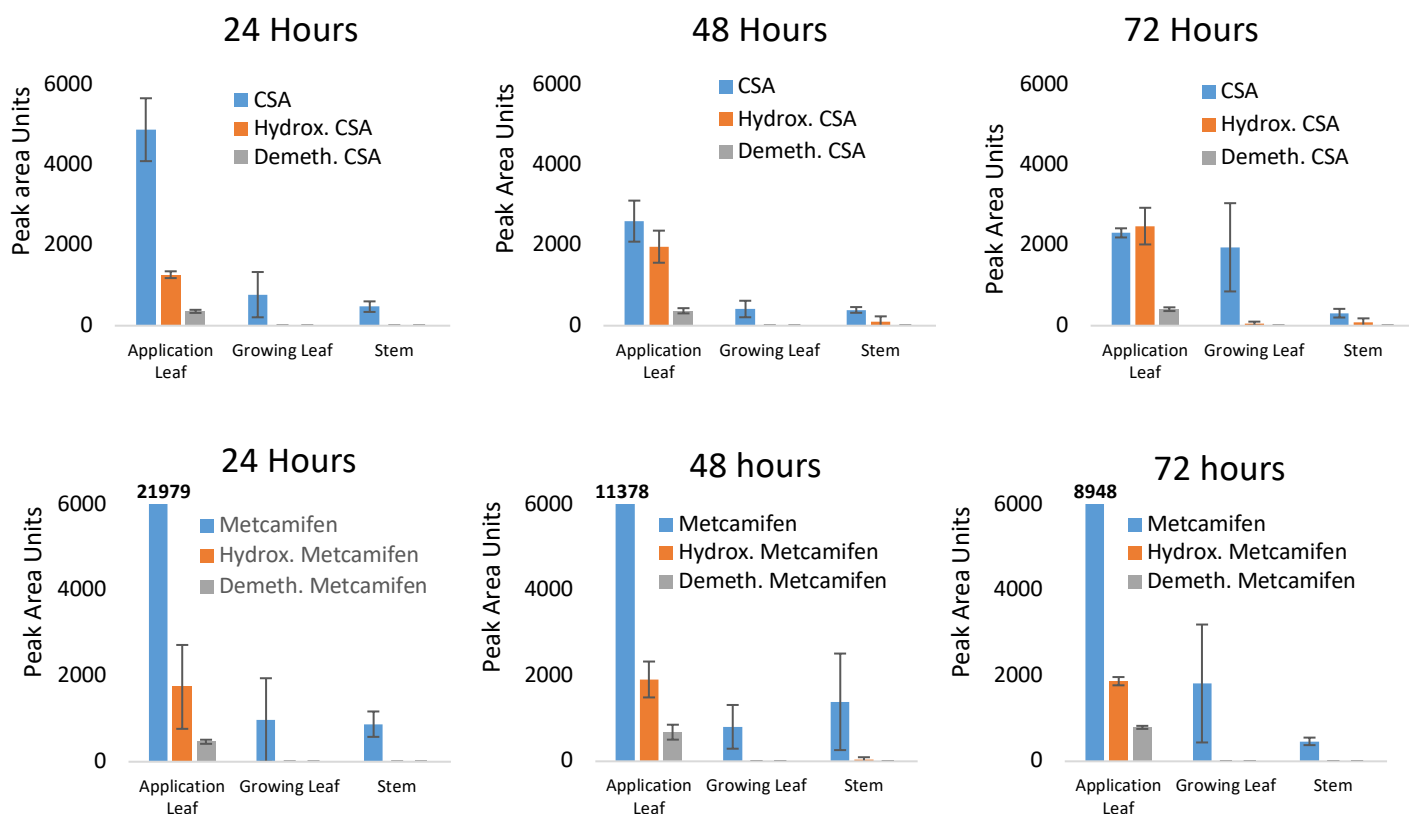 24 Hours
Peak area Units
6000
4000
2000
0
CSA
Hydrox. CSA
Demeth. CSA
Application
Leaf
Growing Leaf
Stem
48 Hours
Peak Area Units
6000
4000
2000
0
CSA
Hydrox. CSA
Demeth. CSA
Application
Leaf
Growing Leaf
Stem
72 Hours
Peak Area Units
6000
4000
2000
0
CSA
Hydrox. CSA
Demeth. CSA
Application
Leaf
Growing Leaf
Stem
24 Hours
Peak Area Units
21979
6000
4000
2000
0
Metcamifen
Hydrox. Metcamifen
Demeth. Metcamifen
Application
Leaf
Growing Leaf
Stem
48 hours
Peak Area Units
11378
6000
4000
2000
0
Metcamifen
Hydrox. Metcamifen
Demeth. Metcamifen
Application
Leaf
Growing Leaf
Stem
72 hours
Peak Area Units
8948
6000
4000
2000
0
Metcamifen
Hydrox. Metcamifen
Demeth. Metcamifen
Application
Leaf
Growing Leaf
Stem